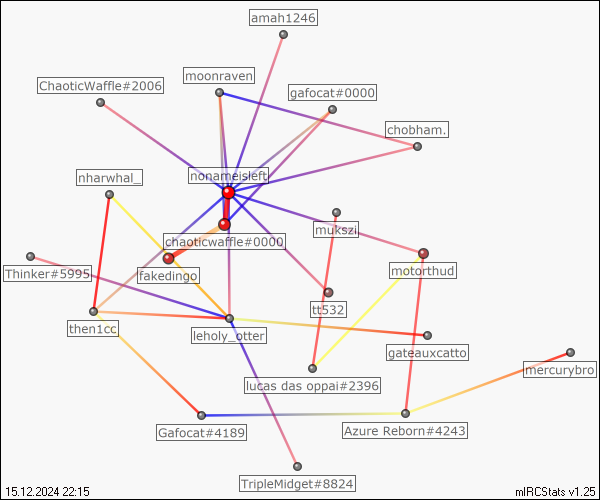 amah1246
moonraven
ChaoticWaffle#2006
gafocat#0000
chobham.
nharwhal_
nonameisleft
mukszi
chaoticwaffle#0000
Thinker#5995
fakedingo
motorthud
tt532
then1cc
leholy_otter
gateauxcatto
mercurybro
lucas das oppai#2396
Gafocat#4189
Azure Reborn#4243
TripleMidget#8824
15.12.2024 22:15
mIRCStats v1.25